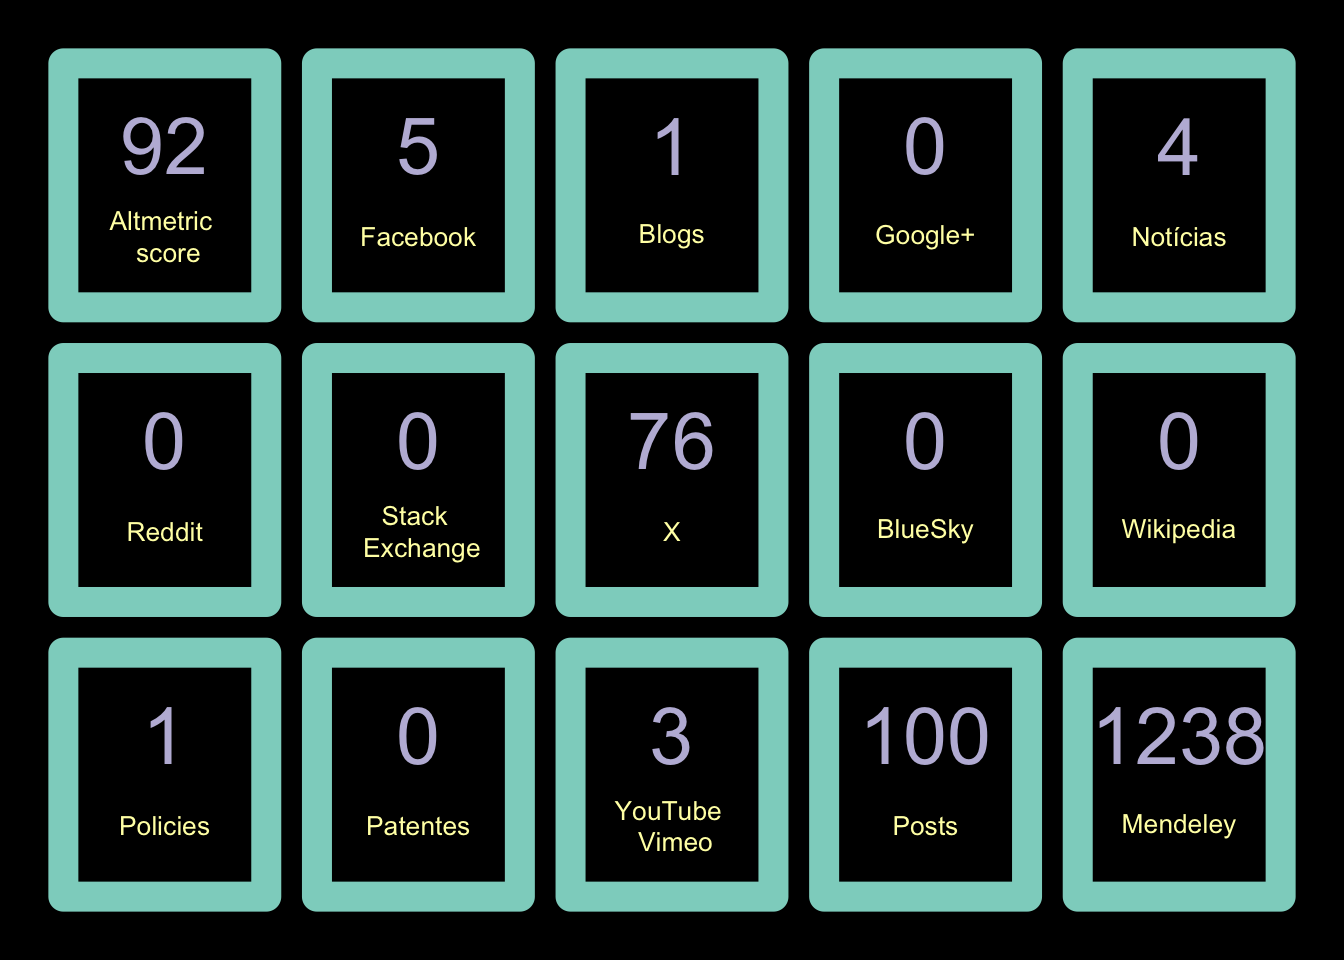 92
Altmetric
score
5
Facebook
1
Blogs
0
Google+
4
Notícias
0
Reddit
0
Stack
Exchange
76
X
0
BlueSky
0
Wikipedia
1
Policies
0
Patentes
3
YouTube
Vimeo
100
Posts
1238
Mendeley